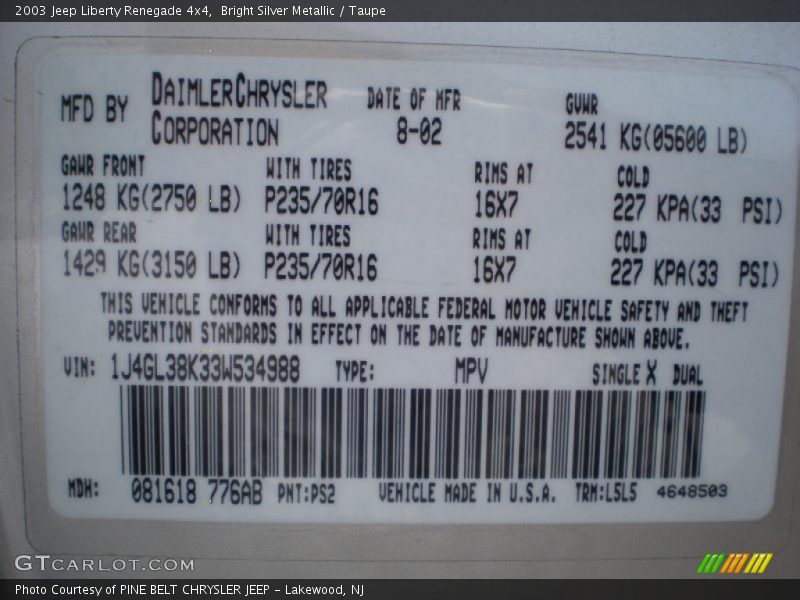 2003 Jeep Liberty Renegade 4x4,  Bright Silver Metallic / Taupe
MFD BY DAIMLERCHRYSLER CORPORATION DATE OF MFR 8-02 GVWR 2541 KG(05600 LB)
GAWR FRONT WITH TIRES RIMS AT COLD
1248 KG(2750 LB) P235/70R16 16X7 227 KPA(33 PSI)
GAWR REAR WITH TIRES RIMS AT COLD
1429 KG(3150 LB) P235/70R16 16X7 227 KPA(33 PSI)
THIS VEHICLE CONFORMS TO ALL APPLICABLE FEDERAL MOTOR VEHICLE SAFETY AND THEFT
PREVENTION STANDARDS IN EFFECT ON THE DATE OF MANUFACTURE SHOWN ABOVE.
VIN: 1J4GL38K33W534988 TYPE: MPV SINGLE X DUAL
MDH: 081618 776AB PNT:PS2 VEHICLE MADE IN U.S.A. TRM:L5L5 4648503
GTCARLOT.COM
Photo Courtesy of PINE BELT CHRYSLER JEEP - Lakewood, NJ